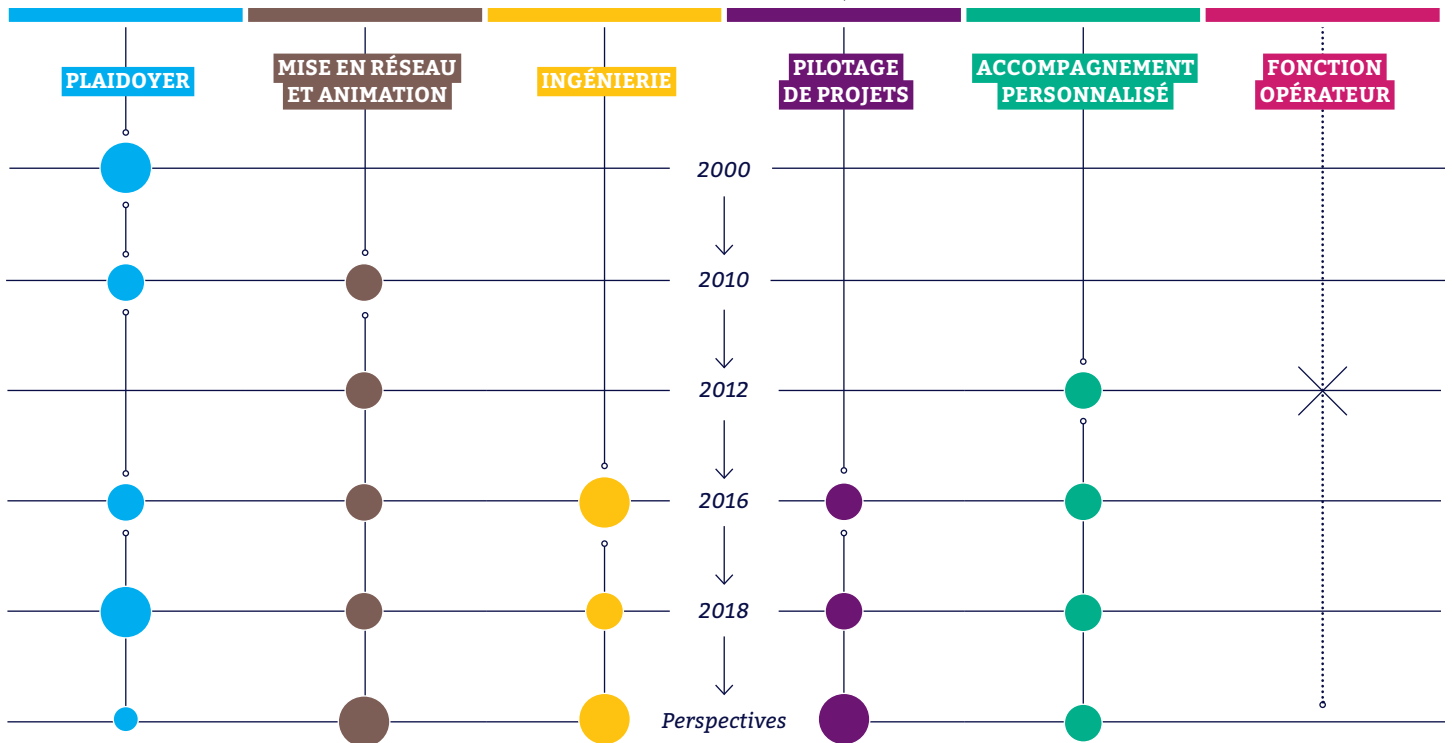 PLAIDOYER
MISE EN RÉSEAU
ET ANIMATION
INGÉNIERIE
PILOTAGE
DE PROJETS
ACCOMPAGNEMENT
PERSONNALISÉ
FONCTION
OPÉRATEUR
2000
2010
2012
2016
2018
Perspectives